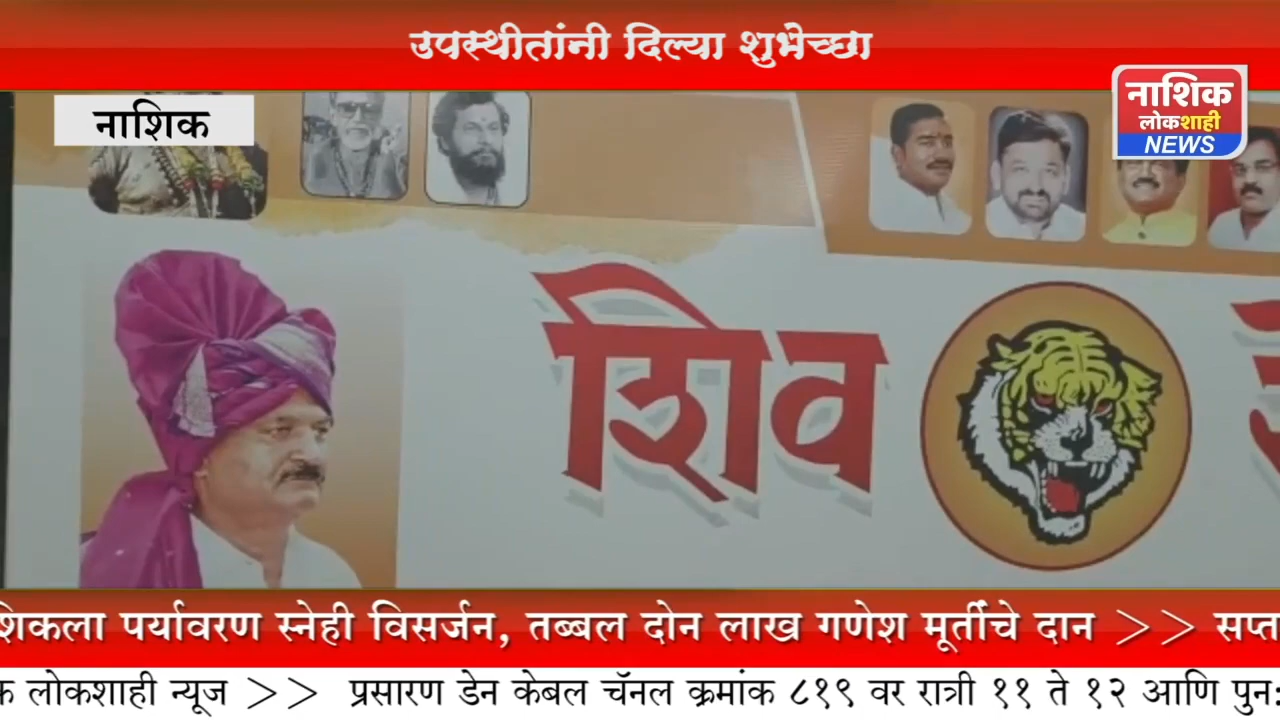 उपस्थीतांनी दिल्या शुभेच्छा
नाशिक
नाशिक
लोकशाही
NEWS
शिव
शिकला पर्यावरण स्नेही विसर्जन, तब्बल दोन लाख गणेश मूर्तींचे दान >> सप्त
क लोकशाही न्यूज >> प्रसारण डेन केबल चॅनल क्रमांक ८१९ वर रात्री ११ ते १२ आणि पुन: